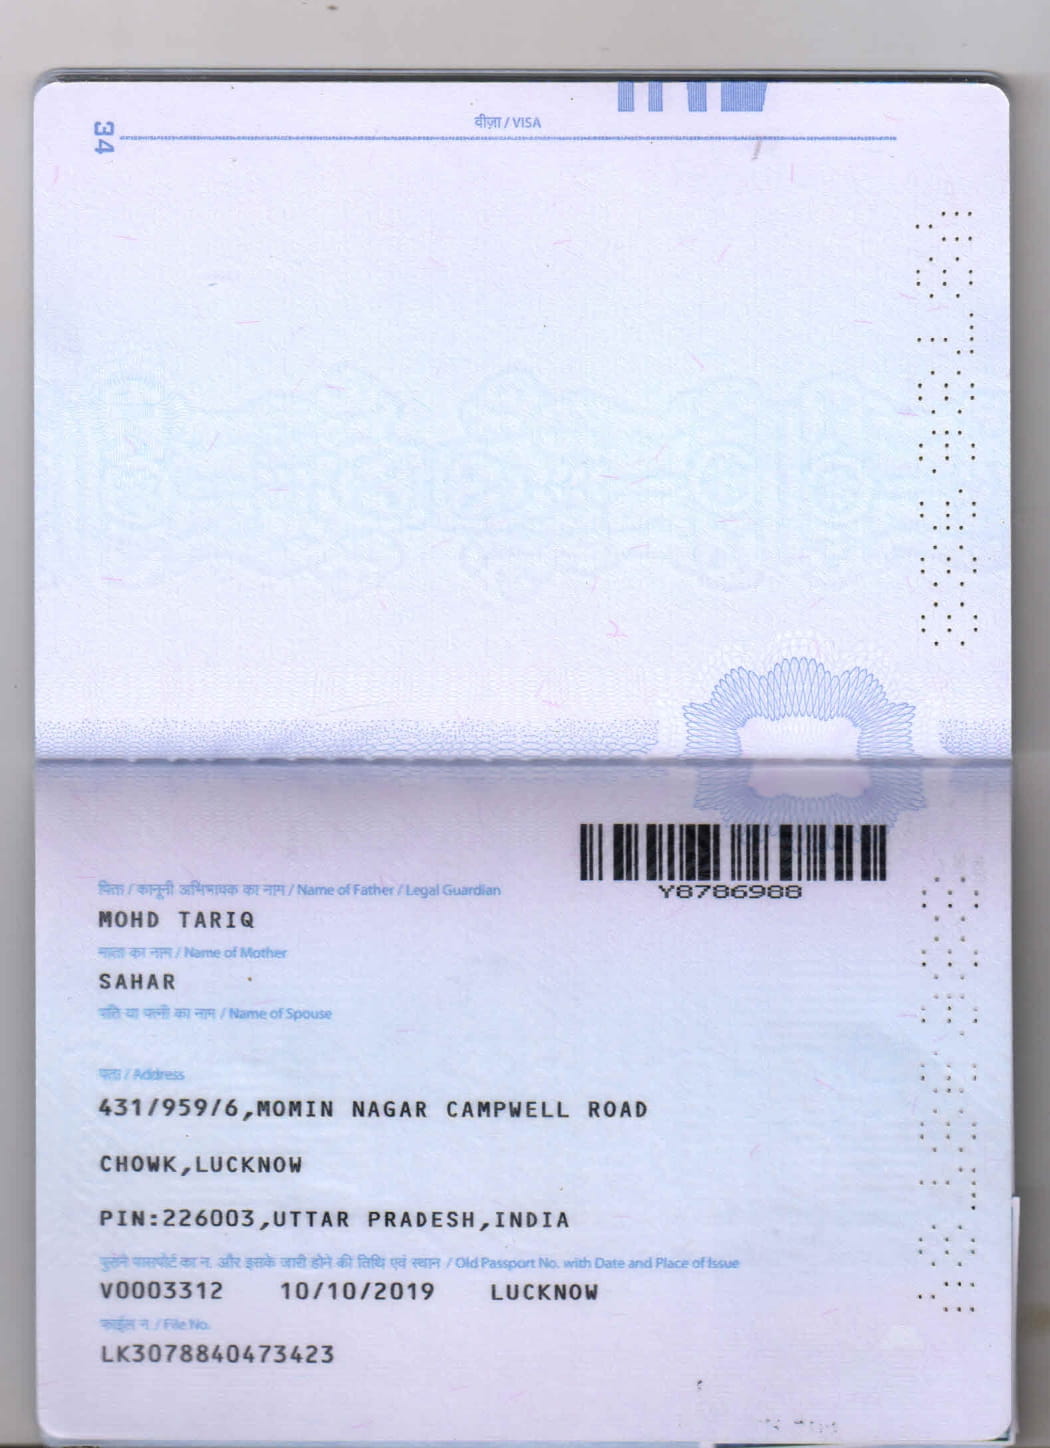 34
वीज़ा / VISA
Y8786988
पिता / कानूनी अभिभावक का नाम / Name of Father / Legal Guardian
MOHD TARIQ
माता का नाम / Name of Mother
SAHAR
पति या पत्नी का नाम / Name of Spouse
पता / Address
431/959/6,MOMIN NAGAR CAMPWELL ROAD
CHOWK,LUCKNOW
PIN:226003,UTTAR PRADESH,INDIA
पुराने पासपोर्ट का न. और इसके जारी होने की तिथि एवं स्थान / Old Passport No. with Date and Place of Issue
V0003312 10/10/2019 LUCKNOW
फाईल न. / File No.
LK3078840473423